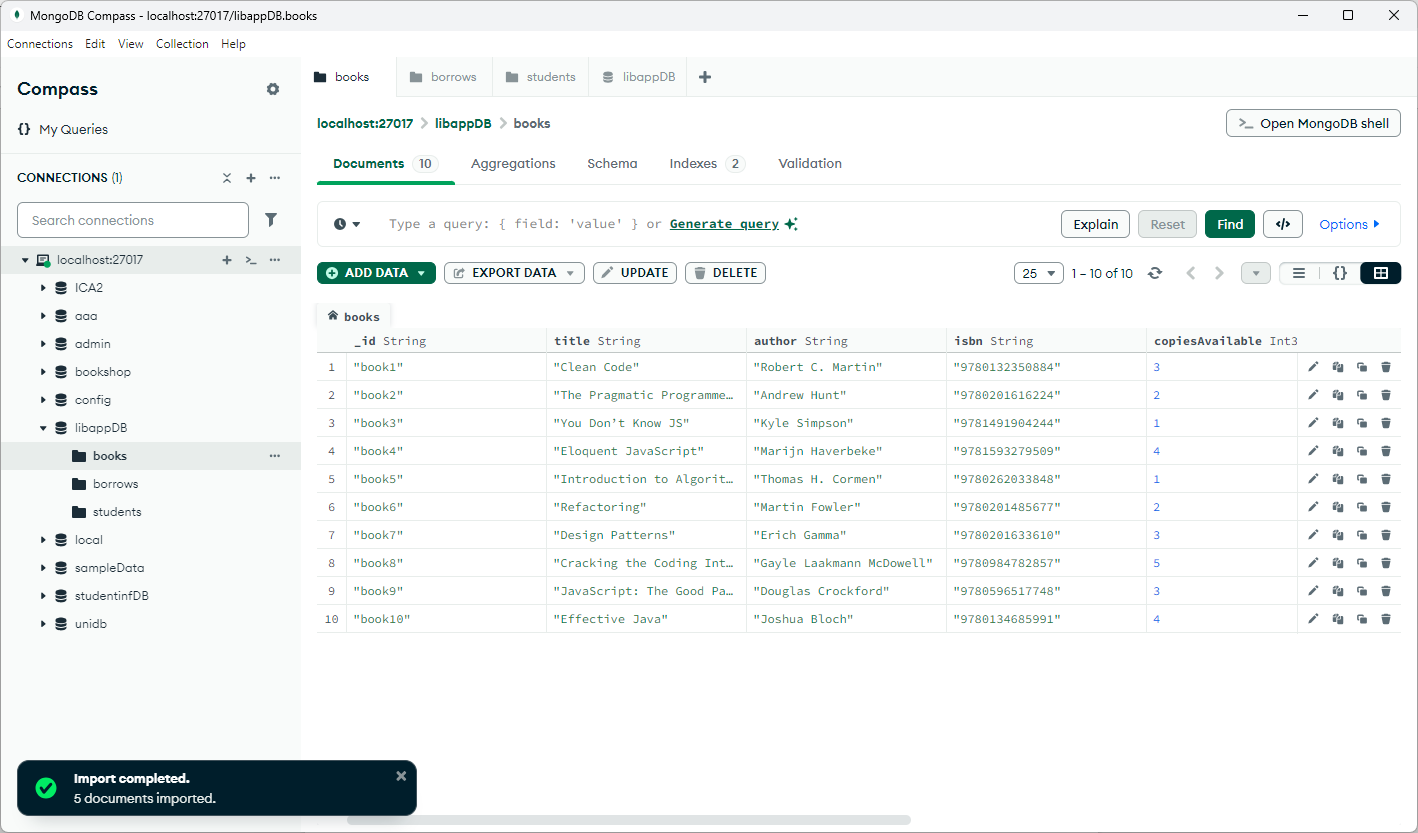 MongoDB Compass - localhost:27017/libappDB.books
Connections Edit View Collection Help
Compass
{} My Queries
CONNECTIONS (1)
Search connections
localhost:27017
ICA2
aaa
admin
bookshop
config
libappDB
books
borrows
students
local
sampleData
studentinfDB
unidb
books borrows students libappDB
localhost:27017 > libappDB > books
>_ Open MongoDB shell
Documents 10 Aggregations Schema Indexes 2 Validation
Type a query: { field: 'value' } or Generate query
Explain Reset Find </> Options
ADD DATA EXPORT DATA UPDATE DELETE
25 1 – 10 of 10 {}
books
_id String title String author String isbn String copiesAvailable Int3
1 "book1" "Clean Code" "Robert C. Martin" "9780132350884" 3
2 "book2" "The Pragmatic Programme… "Andrew Hunt" "9780201616224" 2
3 "book3" "You Don’t Know JS" "Kyle Simpson" "9781491904244" 1
4 "book4" "Eloquent JavaScript" "Marijn Haverbeke" "9781593279509" 4
5 "book5" "Introduction to Algorit… "Thomas H. Cormen" "9780262033848" 1
6 "book6" "Refactoring" "Martin Fowler" "9780201485677" 2
7 "book7" "Design Patterns" "Erich Gamma" "9780201633610" 3
8 "book8" "Cracking the Coding Int… "Gayle Laakmann McDowell" "9780984782857" 5
9 "book9" "JavaScript: The Good Pa… "Douglas Crockford" "9780596517748" 3
10 "book10" "Effective Java" "Joshua Bloch" "9780134685991" 4
Import completed.
5 documents imported.